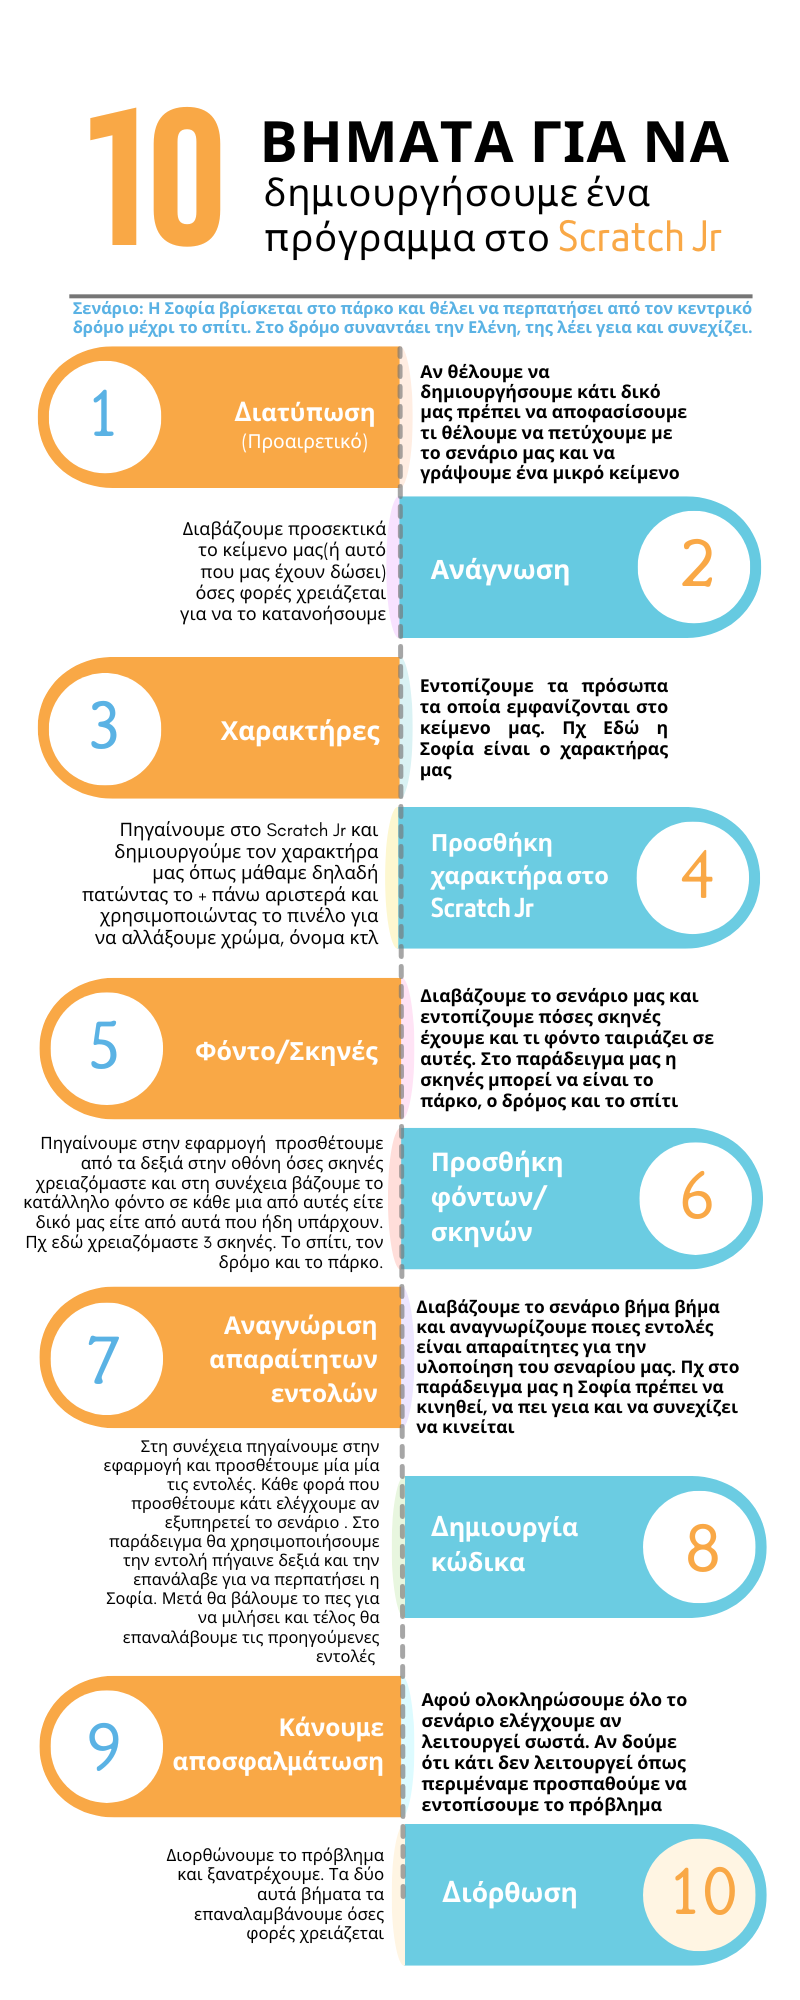 10
ΒΗΜΑΤΑ ΓΙΑ ΝΑ
δημιουργήσουμε ένα
πρόγραμμα στο Scratch Jr
Σενάριο: Η Σοφία βρίσκεται στο πάρκο και θέλει να περπατήσει από τον κεντρικό
δρόμο μέχρι το σπίτι. Στο δρόμο συναντάει την Ελένη, της λέει γεια και συνεχίζει.
1
Διατύπωση
(Προαιρετικό)
Αν θέλουμε να
δημιουργήσουμε κάτι δικό
μας πρέπει να αποφασίσουμε
τι θέλουμε να πετύχουμε με
το σενάριο μας και να
γράψουμε ένα μικρό κείμενο
2
Ανάγνωση
Διαβάζουμε προσεκτικά
το κείμενο μας(ή αυτό
που μας έχουν δώσει)
όσες φορές χρειάζεται
για να το κατανοήσουμε
3
Χαρακτήρες
Εντοπίζουμε τα πρόσωπα
τα οποία εμφανίζονται στο
κείμενο μας. Πχ Εδώ η
Σοφία είναι ο χαρακτήρας
μας
4
Προσθήκη
χαρακτήρα στο
Scratch Jr
Πηγαίνουμε στο Scratch Jr και
δημιουργούμε τον χαρακτήρα
μας όπως μάθαμε δηλαδή
πατώντας το + πάνω αριστερά και
χρησιμοποιώντας το πινέλο για
να αλλάξουμε χρώμα, όνομα κτλ
5
Φόντο/Σκηνές
Διαβάζουμε το σενάριο μας και
εντοπίζουμε πόσες σκηνές
έχουμε και τι φόντο ταιριάζει σε
αυτές. Στο παράδειγμα μας η
σκηνές μπορεί να είναι το
πάρκο, ο δρόμος και το σπίτι
6
Προσθήκη
φόντων/
σκηνών
Πηγαίνουμε στην εφαρμογή  προσθέτουμε
από τα δεξιά στην οθόνη όσες σκηνές
χρειαζόμαστε και στη συνέχεια βάζουμε το
κατάλληλο φόντο σε κάθε μια από αυτές είτε
δικό μας είτε από αυτά που ήδη υπάρχουν.
Πχ εδώ χρειαζόμαστε 3 σκηνές. Το σπίτι, τον
δρόμο και το πάρκο.
7
Αναγνώριση
απαραίτητων
εντολών
Διαβάζουμε το σενάριο βήμα βήμα
και αναγνωρίζουμε ποιες εντολές
είναι απαραίτητες για την
υλοποίηση του σεναρίου μας. Πχ στο
παράδειγμα μας η Σοφία πρέπει να
κινηθεί, να πει γεια και να συνεχίζει
να κινείται
8
Δημιουργία
κώδικα
Στη συνέχεια πηγαίνουμε στην
εφαρμογή και προσθέτουμε μία μία
τις εντολές. Κάθε φορά που
προσθέτουμε κάτι ελέγχουμε αν
εξυπηρετεί το σενάριο . Στο
παράδειγμα θα χρησιμοποιήσουμε
την εντολή πήγαινε δεξιά και την
επανάλαβε για να περπατήσει η
Σοφία. Μετά θα βάλουμε το πες για
να μιλήσει και τέλος θα
επαναλάβουμε τις προηγούμενες
εντολές
9
Κάνουμε
αποσφαλμάτωση
Αφού ολοκληρώσουμε όλο το
σενάριο ελέγχουμε αν
λειτουργεί σωστά. Αν δούμε
ότι κάτι δεν λειτουργεί όπως
περιμέναμε προσπαθούμε να
εντοπίσουμε το πρόβλημα
10
Διόρθωση
Διορθώνουμε το πρόβλημα
και ξανατρέχουμε. Τα δύο
αυτά βήματα τα
επαναλαμβάνουμε όσες
φορές χρειάζεται